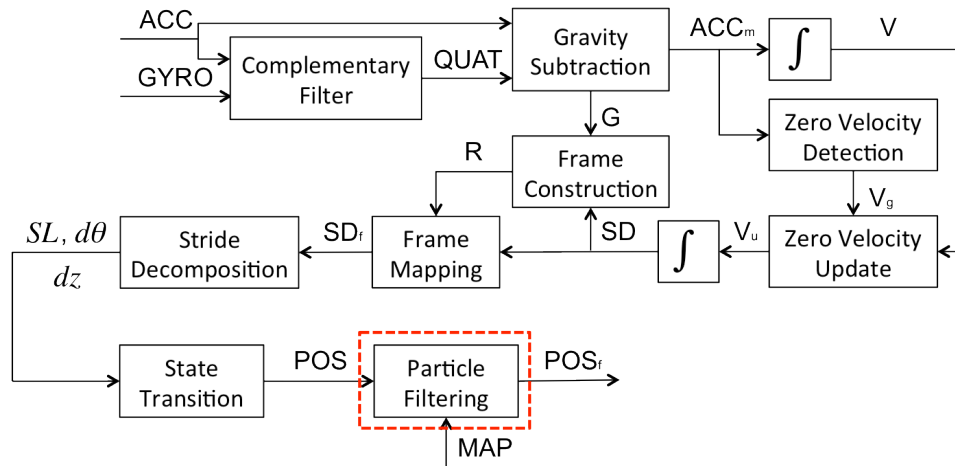 ACC
GYRO
Complementary
Filter
QUAT
Gravity
Subtraction
ACCm
∫
V
G
Zero Velocity
Detection
R
Frame
Construction
Vg
SL, dθ
dz
Stride
Decomposition
SDf
Frame
Mapping
SD
∫
Vu
Zero Velocity
Update
State
Transition
POS
Particle
Filtering
POSf
MAP